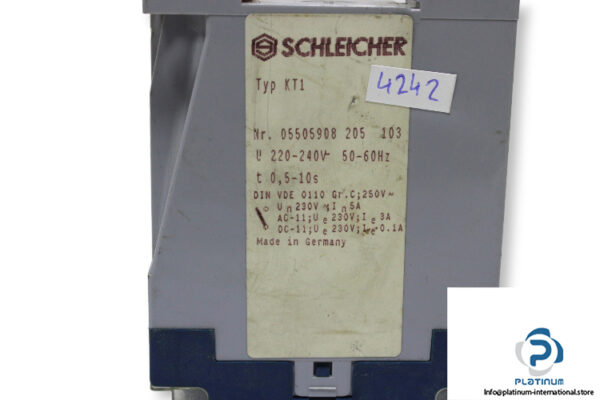 SCHLEICHER
Typ KT1
4242
Nr. 05505908 205 103
U 220-240V~ 50-60Hz
t 0,5-10s
DIN VDE 0110 Gr.C;250V~
Un 230V~;In 5A
AC-11;Ue 230V;Ie 3A
DC-11;Ue 230V;Ie 0.1A
Made in Germany
PLATINUM
Info@platinum-international.store